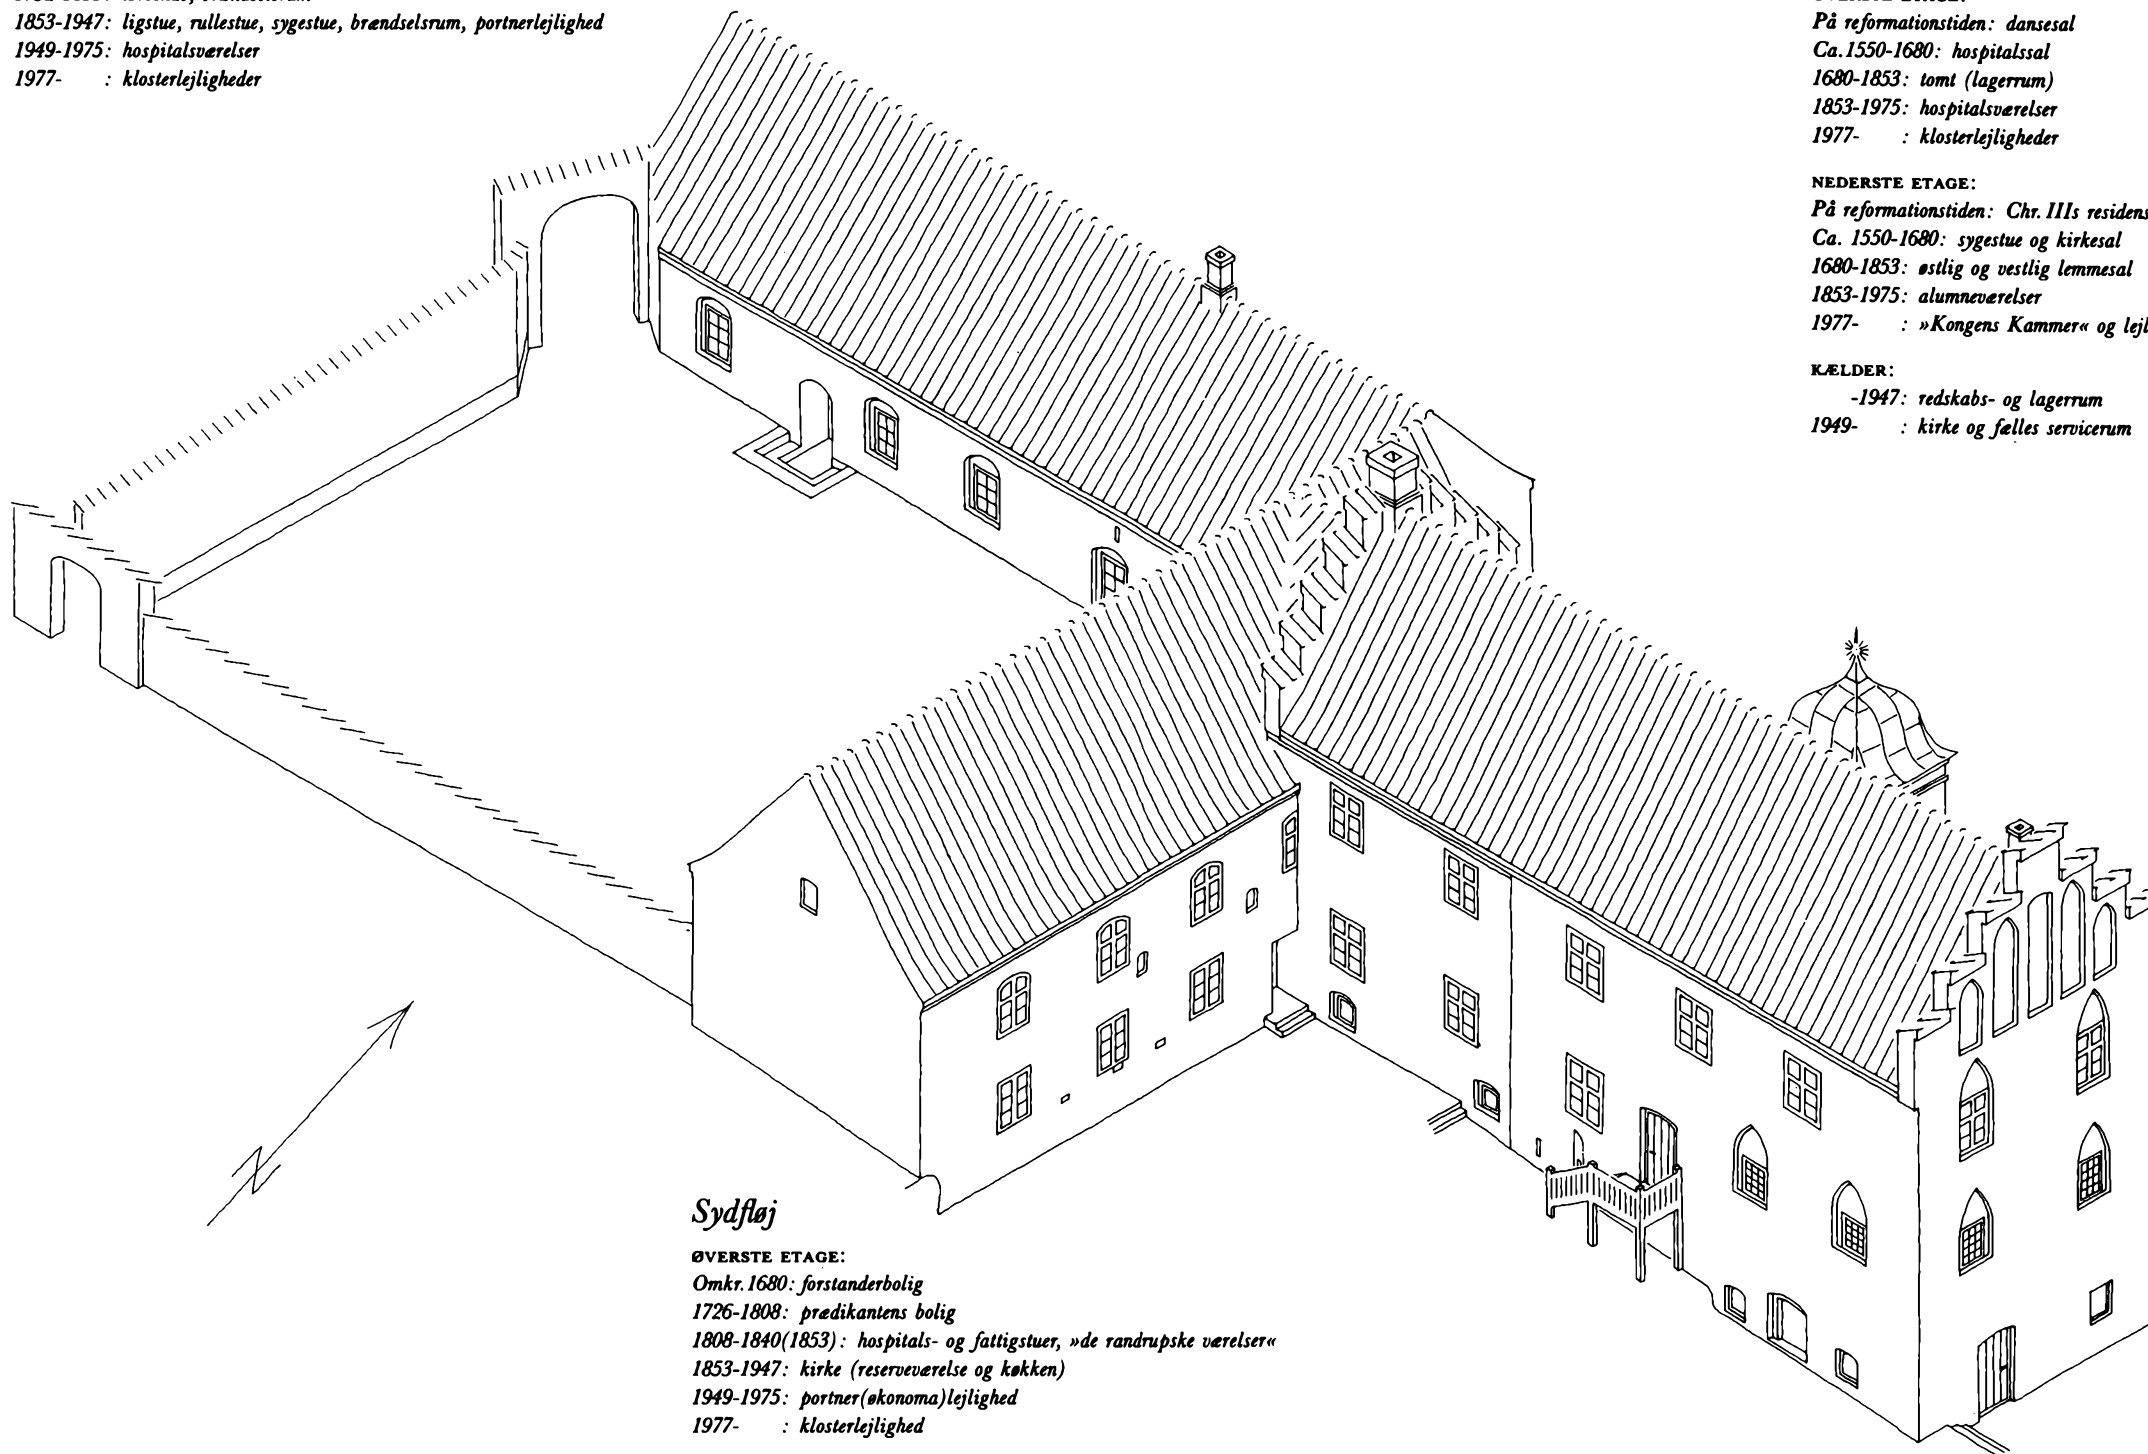 1853-1947: ligstue, rullestue, sygestue, brændselsrum, portnerlejlighed
1949-1975: hospitalsværelser
1977- : klosterlejligheder
På reformationstiden: dansesal
Ca. 1550-1680: hospitalssal
1680-1853: tomt (lagerrum)
1853-1975: hospitalsværelser
1977- : klosterlejligheder
NEDERSTE ETAGE:
På reformationstiden: Chr. IIIs residens
Ca. 1550-1680: sygestue og kirkesal
1680-1853: østlig og vestlig lemmesal
1853-1975: alumneværelser
1977- : »Kongens Kammer« og lejl
KÆLDER:
-1947: redskabs- og lagerrum
1949- : kirke og fælles servicerum
Sydfløj
ØVERSTE ETAGE:
Omkr. 1680: forstanderbolig
1726-1808: prædikantens bolig
1808-1840(1853): hospitals- og fattigstuer, »de randrupske værelser«
1853-1947: kirke (reserveværelse og køkken)
1949-1975: portner(økonoma)lejlighed
1977- : klosterlejlighed